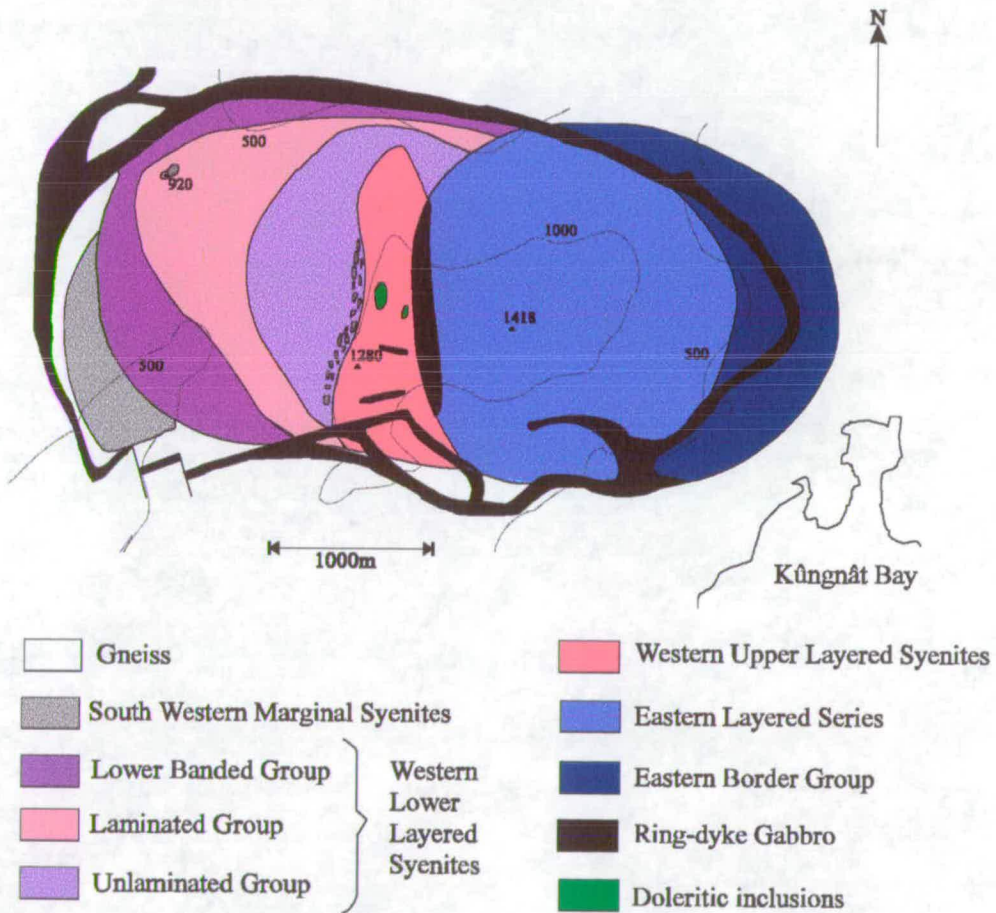 N
500
920
1000
1418
1280
500
500
1000m
Kûngnât Bay
Gneiss
South Western Marginal Syenites
Lower Banded Group
Laminated Group
Unlaminated Group
Western
Lower
Layered
Syenites
Western Upper Layered Syenites
Eastern Layered Series
Eastern Border Group
Ring-dyke Gabbro
Doleritic inclusions